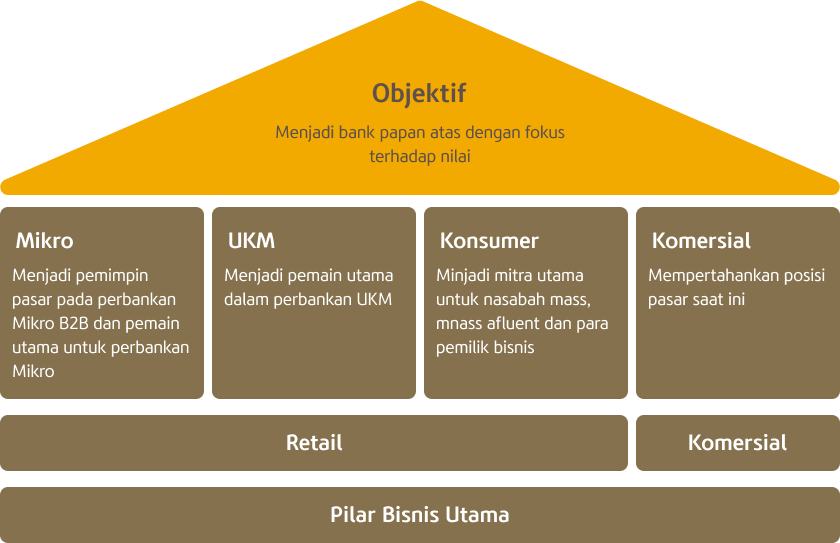 Objektif
Menjadi bank papan atas dengan fokus
terhadap nilai
Mikro
Menjadi pemimpin
pasar pada perbankan
Mikro B2B dan pemain
utama untuk perbankan
Mikro
UKM
Menjadi pemain utama
dalam perbankan UKM
Konsumer
Minjadi mitra utama
untuk nasabah mass,
mnass afluent dan para
pemilik bisnis
Komersial
Mempertahankan posisi
pasar saat ini
Retail
Komersial
Pilar Bisnis Utama